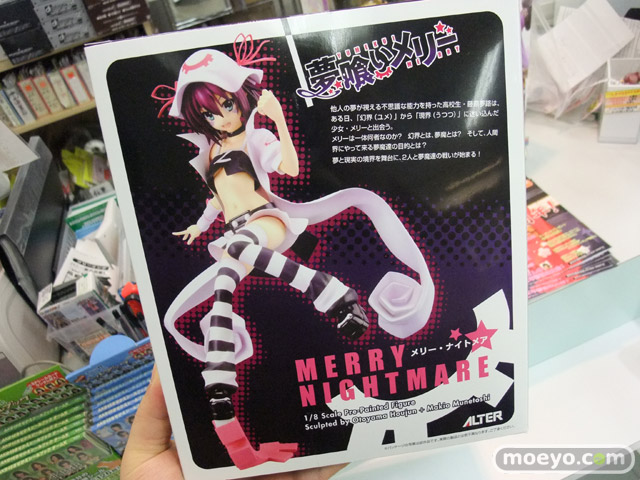 夢喰いメリー
他人の夢が視える不思議な能力を持った高校生・藤原夢路は、
ある日、「幻界(ユメ)」から「現界(うつつ)」に迷い込んだ
少女・メリーと出会う。
メリーは一体何者なのか? 幻界とは、夢魔とは? そして、人間
界にやって来る夢魔達の目的とは?
夢と現実の境界を舞台に、2人と夢魔達の戦いが始まる!
メリー・ナイトメア
MERRY
NIGHTMARE
1/8 Scale Pre-Painted Figure
Sculpted by Otoyama Houjun + Makio Munetoshi
ALTER
moeyo.com